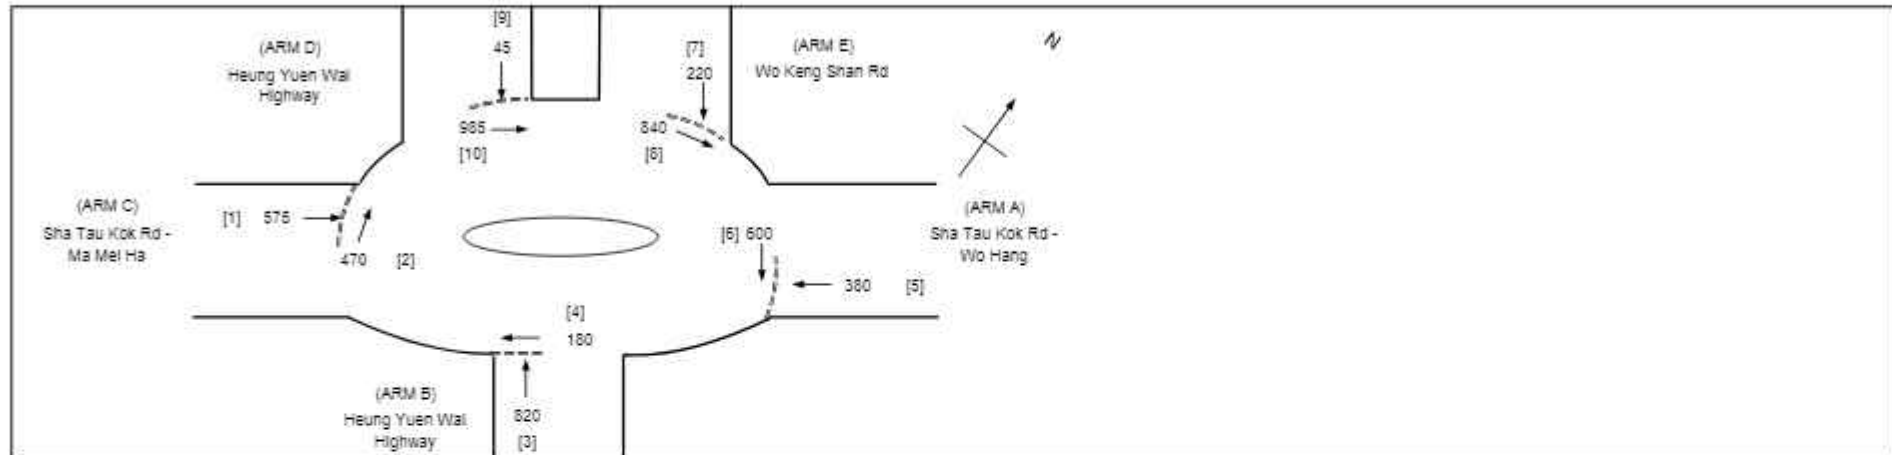 [9]
45
(ARM D)
Heung Yuen Wai
Highway
[7]
220
(ARM E)
Wo Keng Shan Rd
N
985
[10]
840
[8]
(ARM C)
Sha Tau Kok Rd -
Ma Mei Ha
[1] 575
470 [2]
[6] 600
(ARM A)
Sha Tau Kok Rd -
Wo Hang
380 [5]
[4]
180
(ARM B)
Heung Yuen Wai
Highway
820
[3]